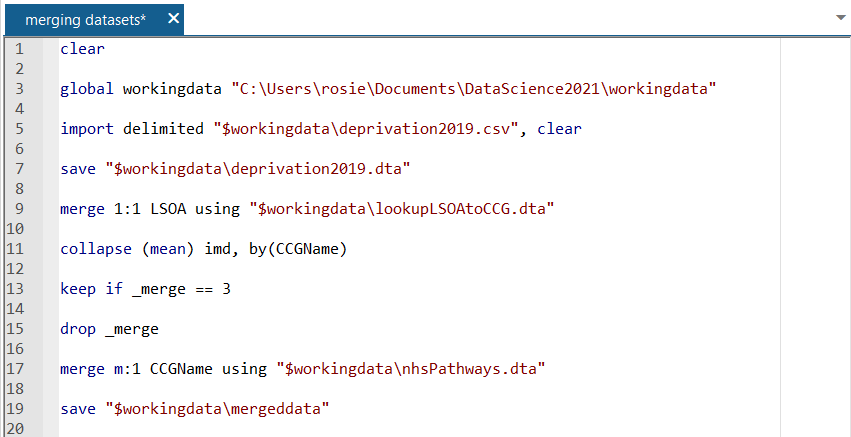 merging datasets*
1 clear
2
3 global workingdata "C:\Users\rosie\Documents\DataScience2021\workingdata"
4
5 import delimited "$workingdata\deprivation2019.csv", clear
6
7 save "$workingdata\deprivation2019.dta"
8
9 merge 1:1 LSOA using "$workingdata\lookupLSOAtoCCG.dta"
10
11 collapse (mean) imd, by(CCGName)
12
13 keep if _merge == 3
14
15 drop _merge
16
17 merge m:1 CCGName using "$workingdata\nhsPathways.dta"
18
19 save "$workingdata\mergeddata"
20